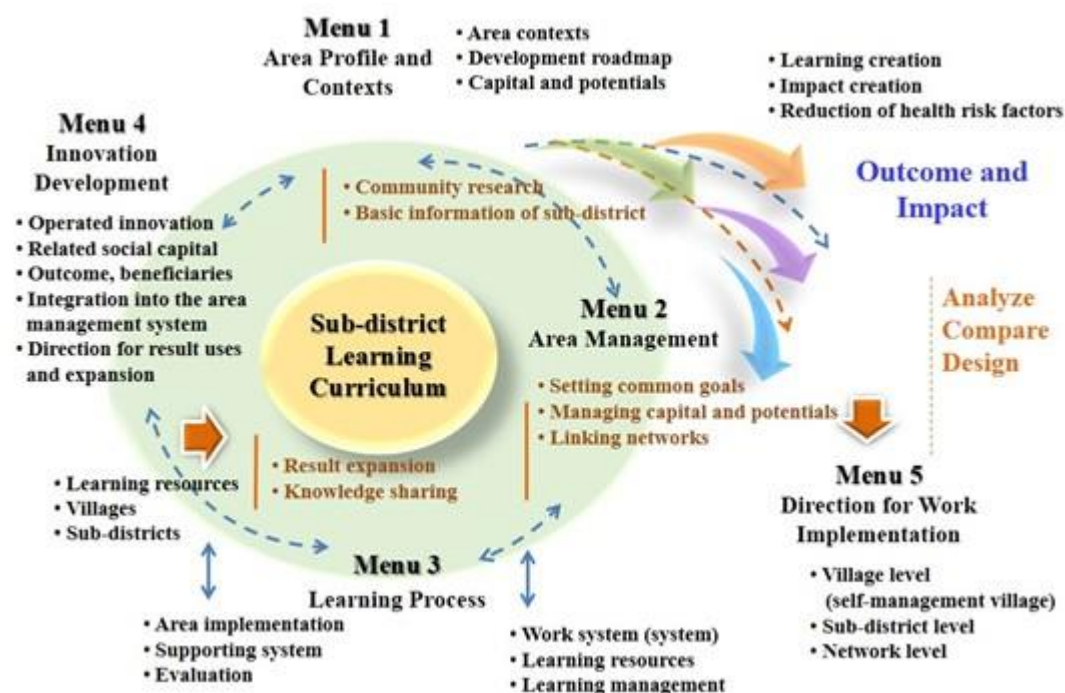 Menu 1
Area Profile and
Contexts
• Area contexts
• Development roadmap
• Capital and potentials
• Learning creation
• Impact creation
• Reduction of health risk factors
Outcome and
Impact
Menu 4
Innovation
Development
• Operated innovation
• Related social capital
• Outcome, beneficiaries
• Integration into the area
management system
• Direction for result uses
and expansion
• Community research
• Basic information of sub-district
Sub-district
Learning
Curriculum
Menu 2
Area Management
• Setting common goals
• Managing capital and potentials
• Linking networks
Analyze
Compare
Design
• Result expansion
• Knowledge sharing
• Learning resources
• Villages
• Sub-districts
Menu 3
Learning Process
• Area implementation
• Supporting system
• Evaluation
• Work system (system)
• Learning resources
• Learning management
Menu 5
Direction for Work
Implementation
• Village level
(self-management village)
• Sub-district level
• Network level